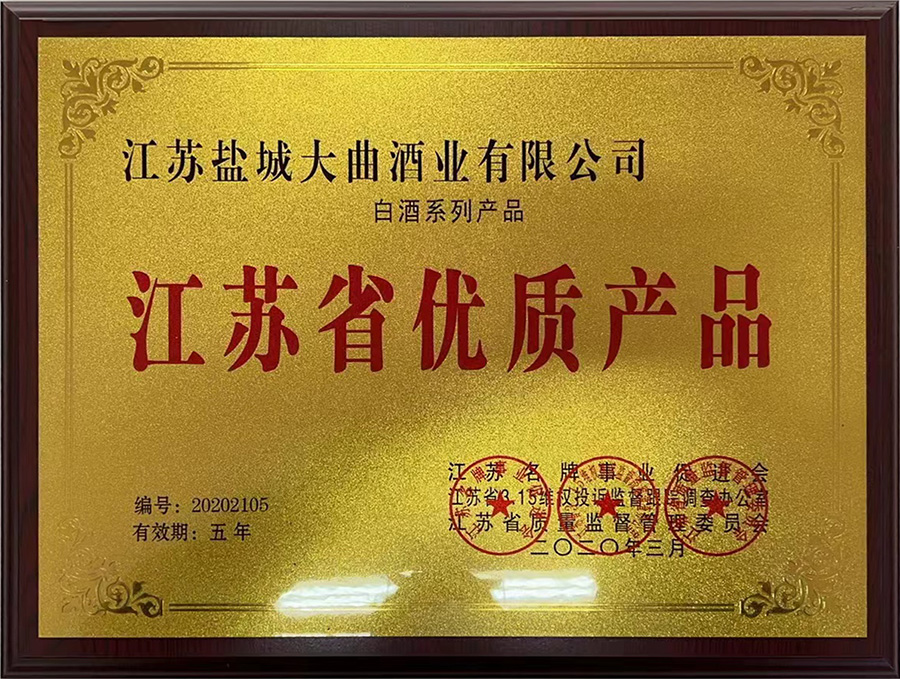 江苏盐城大曲酒业有限公司
白酒系列产品
江苏省优质产品
江苏名牌事业促进会
江苏省3.15维权投诉监督跟踪调查办公室
江苏省质量监督管理委员会
二〇二〇年三月
编号：20202105
有效期：五年